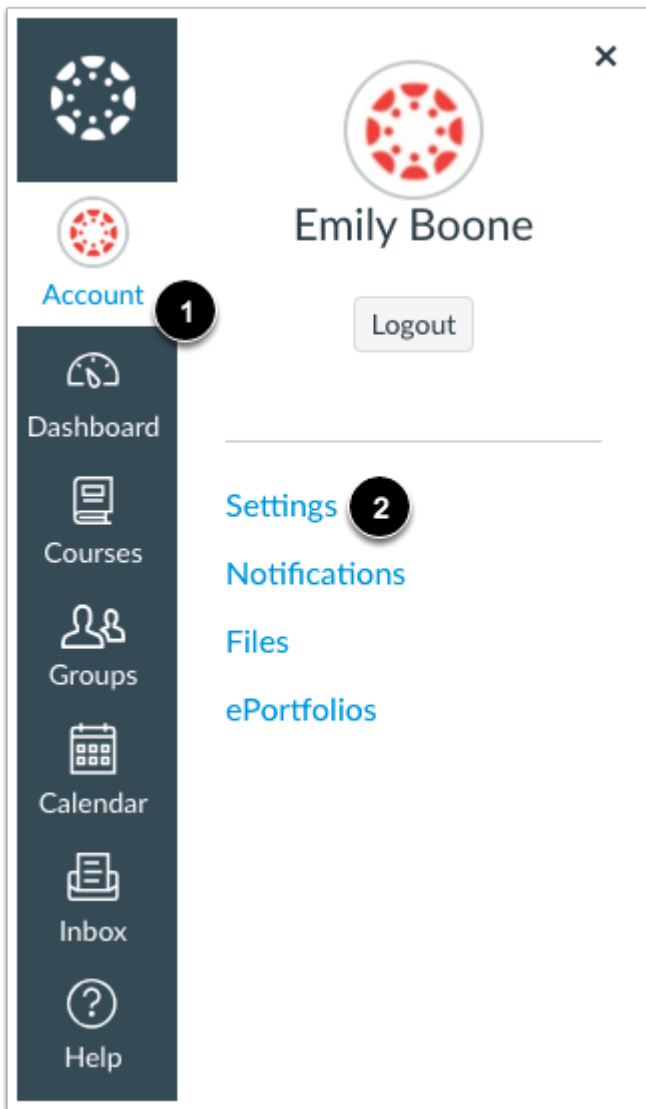 Account
1
Dashboard
Courses
Groups
Calendar
Inbox
Help
×
Emily Boone
Logout
Settings 2
Notifications
Files
ePortfolios